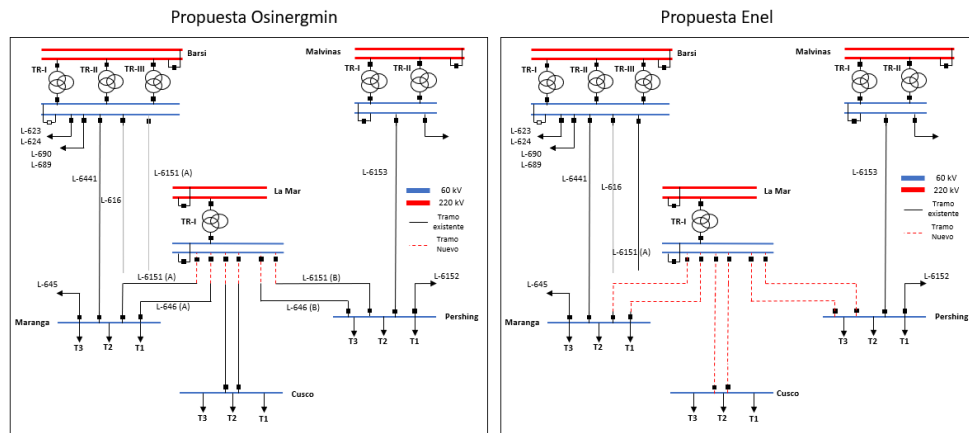 Propuesta Osinergmin
Barsi
TR-I
TR-II
TR-III
Malvinas
TR-I
TR-II
L-623
L-624
L-690
L-689
L-6441
L-616
L-6151 (A)
L-6153
La Mar
TR-I
60 kV
220 kV
Tramo
existente
Tramo
Nuevo
L-645
L-6151 (A)
L-646 (A)
L-6151 (B)
L-646 (B)
L-6152
Maranga
T3
T2
T1
Pershing
T3
T2
T1
Cusco
T3
T2
T1
Propuesta Enel
Barsi
TR-I
TR-II
TR-III
Malvinas
TR-I
TR-II
L-623
L-624
L-690
L-689
L-6441
L-616
L-6153
La Mar
TR-I
60 kV
220 kV
Tramo
existente
Tramo
Nuevo
L-6151 (A)
L-645
L-6152
Maranga
T3
T2
T1
Pershing
T3
T2
T1
Cusco
T3
T2
T1